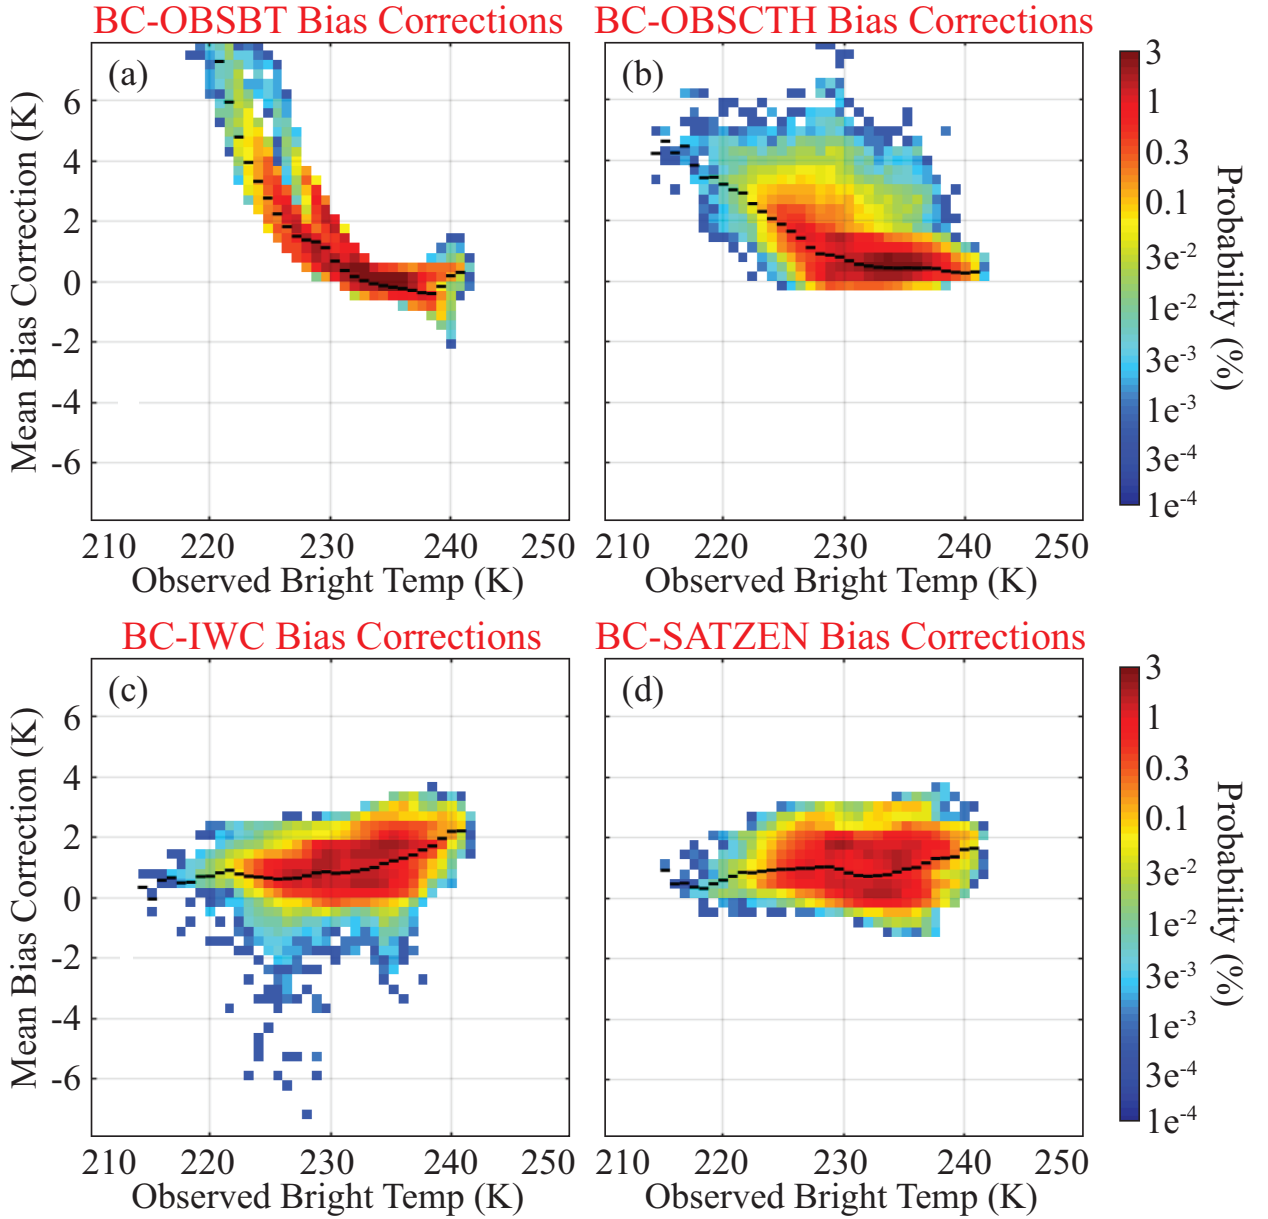 BC-OBSBT Bias Corrections
BC-OBSCTH Bias Corrections
(a)
6
4
2
0
-2
-4
-6
Mean Bias Correction (K)
210 220 230 240 250
Observed Bright Temp (K)
(b)
210 220 230 240 250
Observed Bright Temp (K)
3
1
0.3
0.1
3e-2
1e-2
3e-3
1e-3
3e-4
1e-4
Probability (%)
BC-IWC Bias Corrections
BC-SATZEN Bias Corrections
(c)
6
4
2
0
-2
-4
-6
Mean Bias Correction (K)
210 220 230 240 250
Observed Bright Temp (K)
(d)
210 220 230 240 250
Observed Bright Temp (K)
3
1
0.3
0.1
3e-2
1e-2
3e-3
1e-3
3e-4
1e-4
Probability (%)